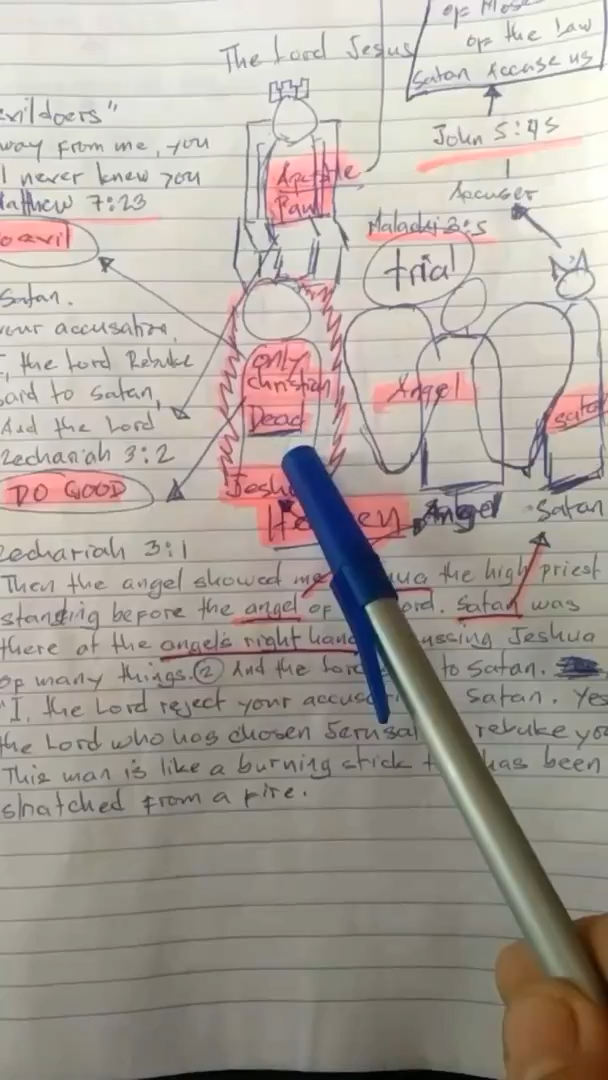 The Lord Jesus
of the Law
Satan Accuse us
John 5:45
Accuser
evildoers"
way from me, you
I never knew you
Matthew 7:23
Apostle
Paul
Malachi 3:5
trial
o evil
Satan.
your accusation,
I, the Lord Rebuke
said to Satan,
And the Lord
Zechariah 3:2
DO GOOD
only
christian
Dead
Angel
Satan
Angel
Satan
Zechariah 3:1
Then the angel showed me the high priest
standing before the angel of Lord. Satan was
there at the angel's right hand Jeshua
of many things. ② And the to Satan.
"I, the Lord reject your Satan. Yes
the Lord who has chosen rebuke you
This man is like a burning stick has been
snatched from a fire.